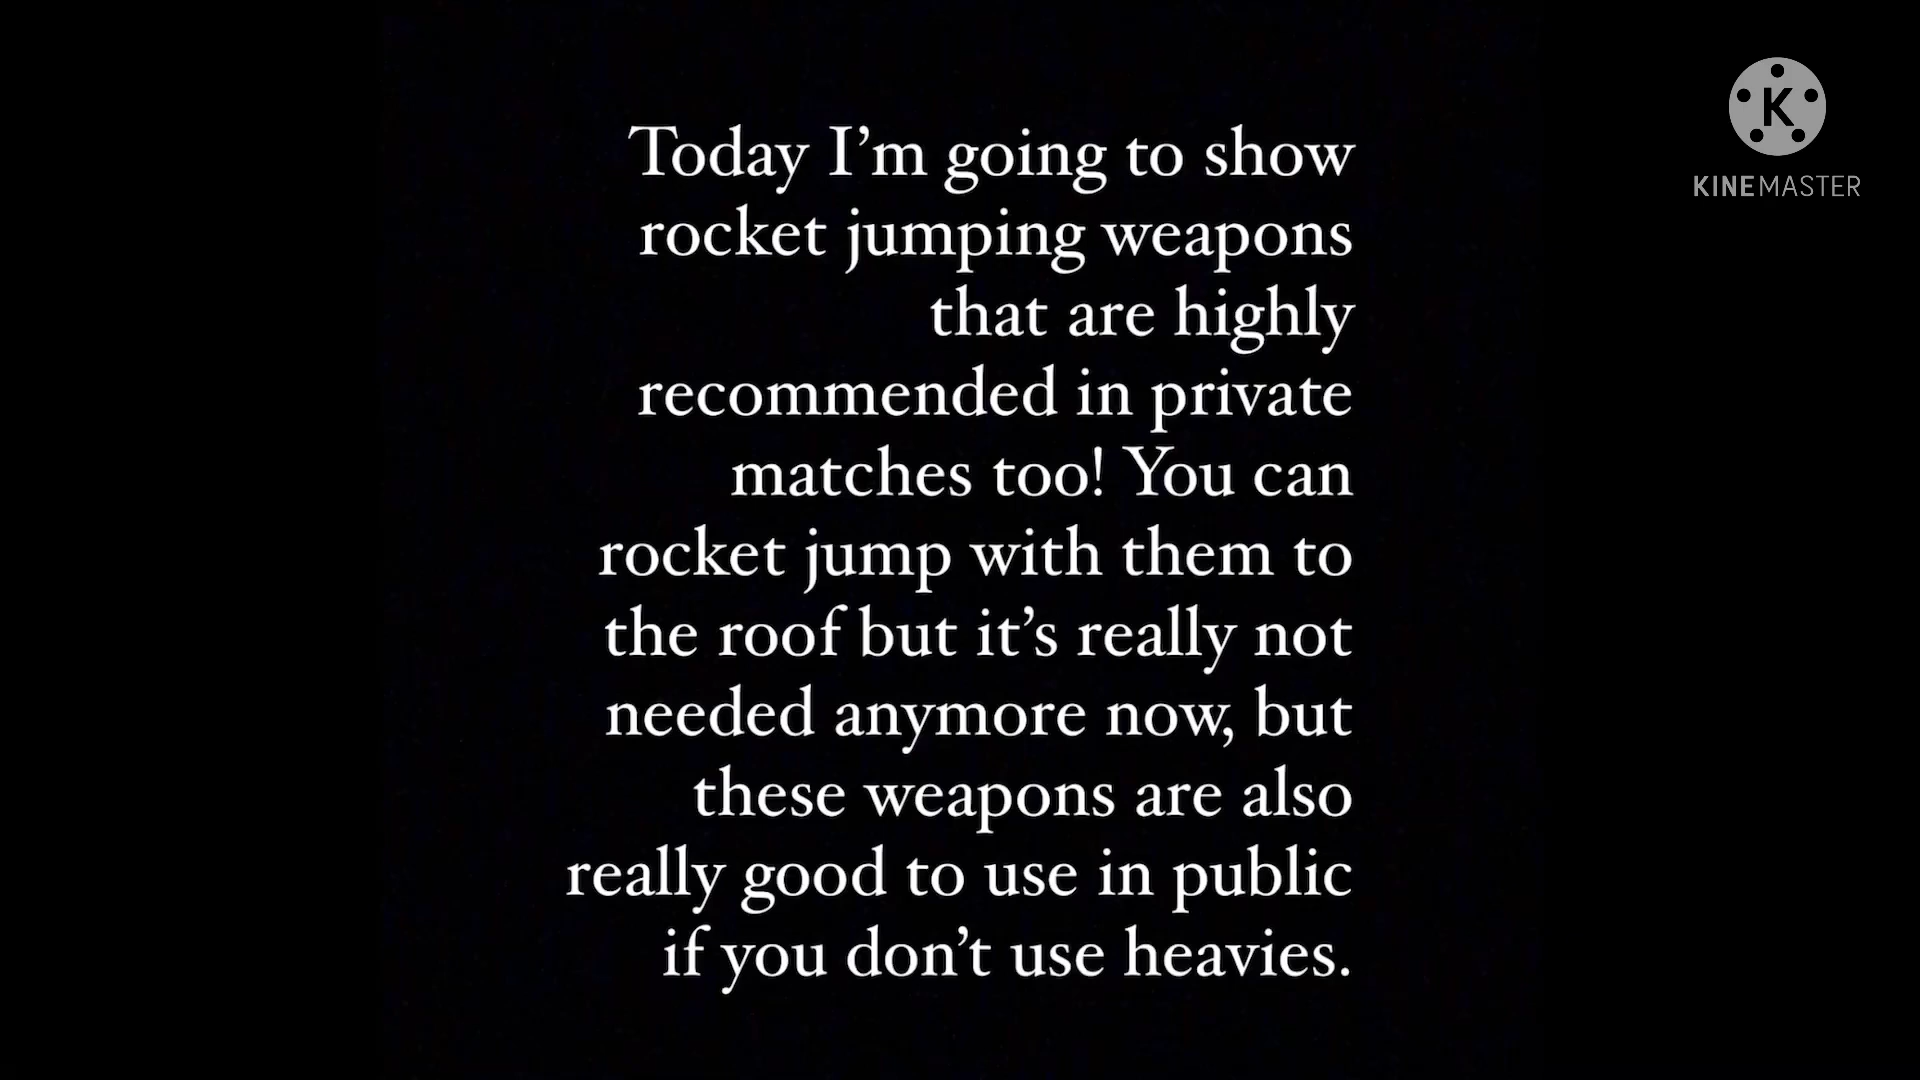 Today I’m going to show
rocket jumping weapons
that are highly
recommended in private
matches too! You can
rocket jump with them to
the roof but it’s really not
needed anymore now, but
these weapons are also
really good to use in public
if you don’t use heavies.
K
KINEMASTER